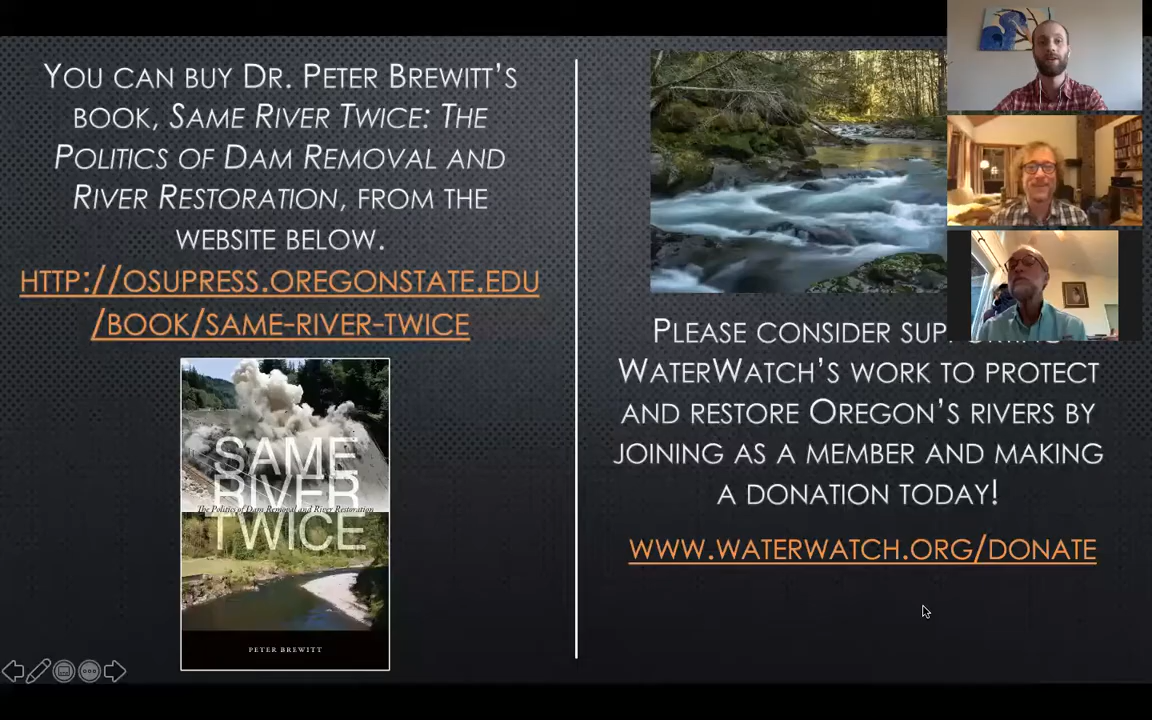 YOU CAN BUY DR. PETER BREWITT'S
BOOK, SAME RIVER TWICE: THE
POLITICS OF DAM REMOVAL AND
RIVER RESTORATION, FROM THE
WEBSITE BELOW.
HTTP://OSUPRESS.OREGONSTATE.EDU
/BOOK/SAME-RIVER-TWICE
SAME
RIVER
The Politics of Dam Removal and River Restoration
TWICE
PETER BREWITT
PLEASE CONSIDER
WATERWATCH'S WORK TO PROTECT
AND RESTORE OREGON'S RIVERS BY
JOINING AS A MEMBER AND MAKING
A DONATION TODAY!
WWW.WATERWATCH.ORG/DONATE